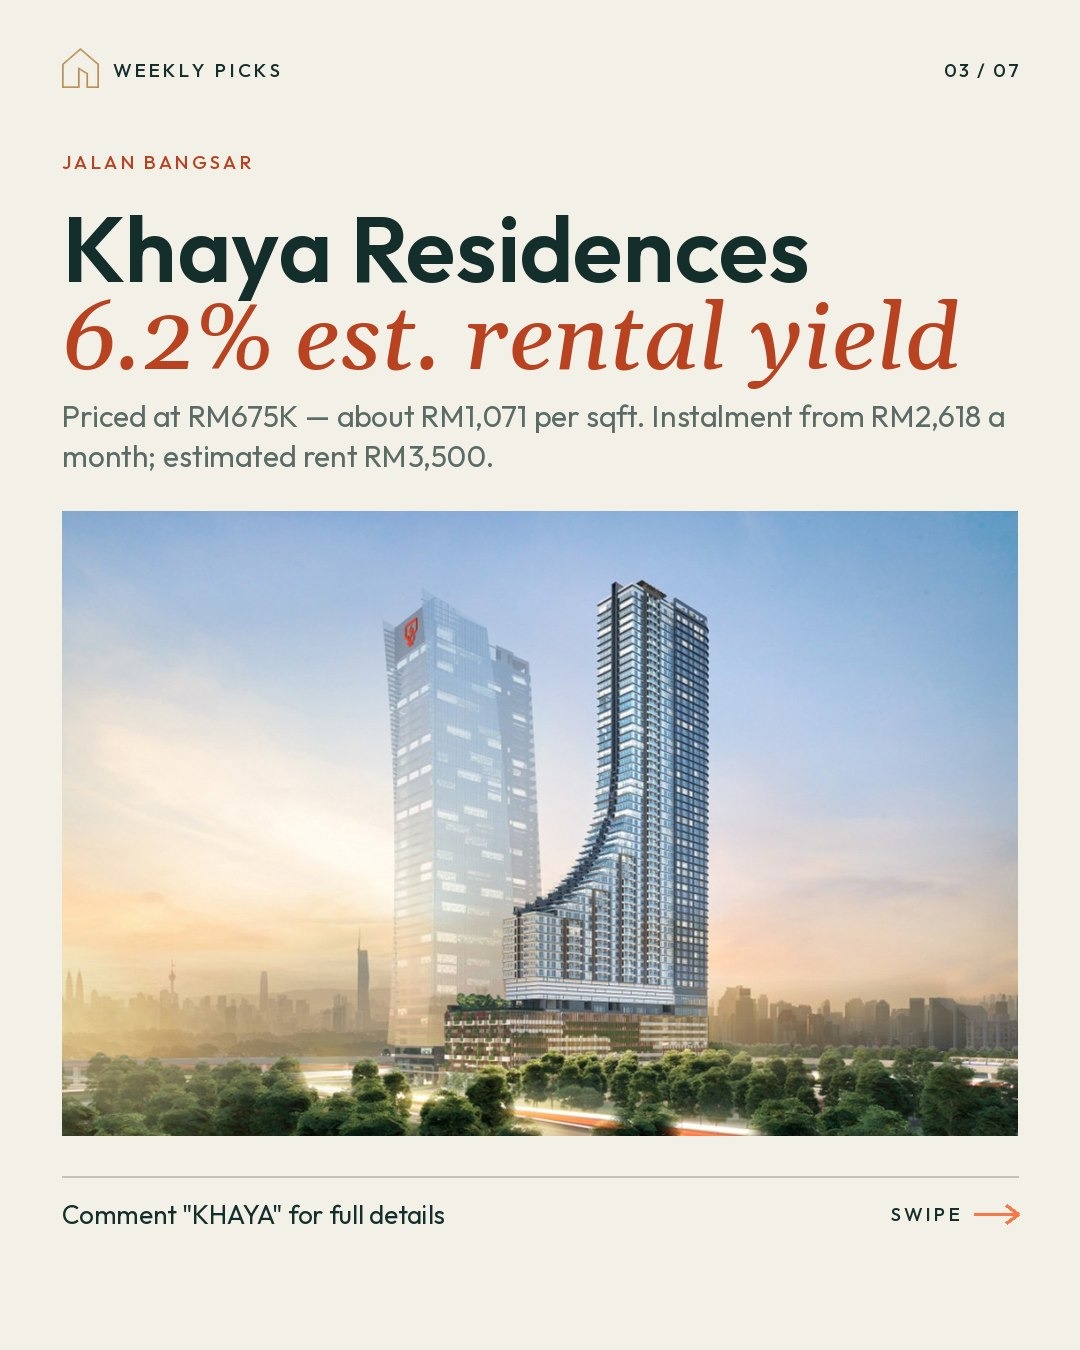 WEEKLY PICKS
03 / 07
JALAN BANGSAR
Khaya Residences
6.2% est. rental yield
Priced at RM675K — about RM1,071 per sqft. Instalment from RM2,618 a
month; estimated rent RM3,500.
Comment "KHAYA" for full details
SWIPE